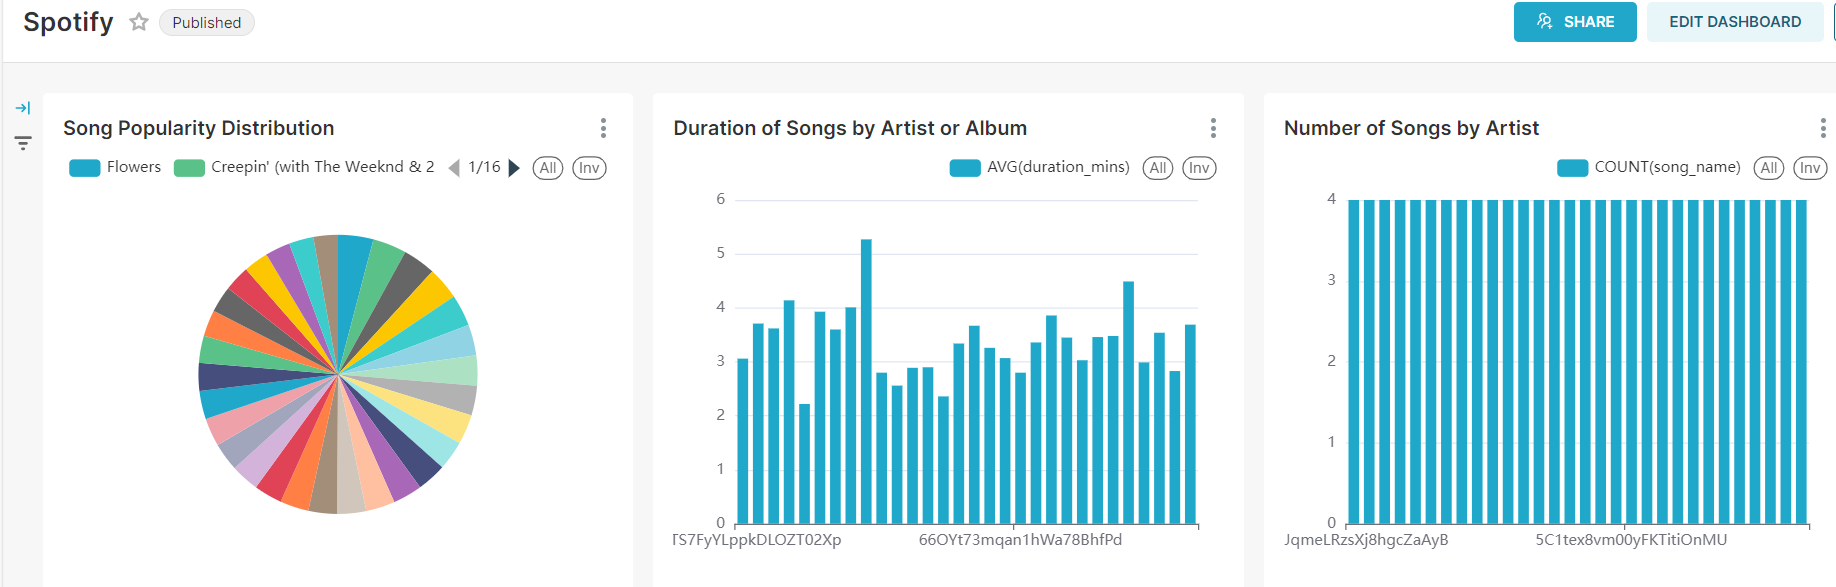 Spotify
Published
SHARE
EDIT DASHBOARD
Song Popularity Distribution
Flowers
Creepin' (with The Weeknd & 2
1/16
All
Inv
Duration of Songs by Artist or Album
AVG(duration_mins)
All
Inv
6
5
4
3
2
1
0
TS7FyYLppkDLOZT02Xp
66OYt73mqan1hWa78BhfPd
Number of Songs by Artist
COUNT(song_name)
All
Inv
4
3
2
1
0
JqmeLRzsXj8hgcZaAyB
5C1tex8vm00yFKTitiOnMU